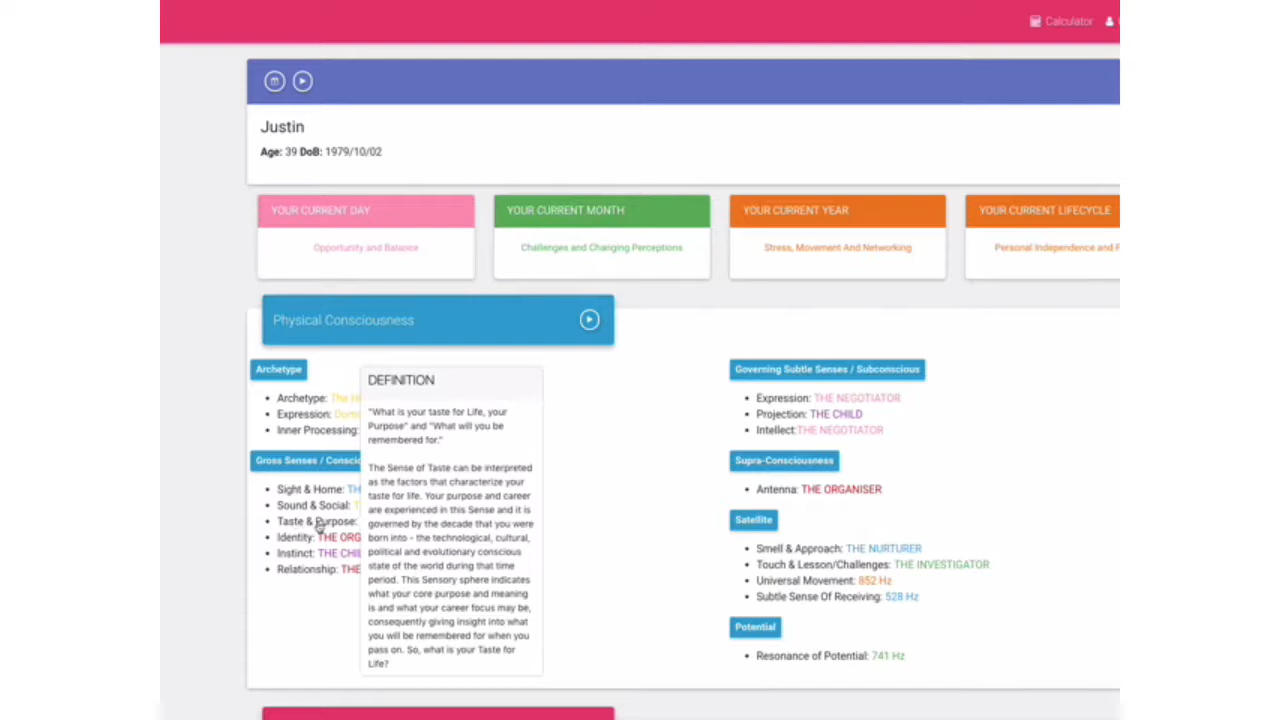 Calculator
Justin
Age: 39 DoB: 1979/10/02
YOUR CURRENT DAY
Opportunity and Balance
YOUR CURRENT MONTH
Challenges and Changing Perceptions
YOUR CURRENT YEAR
Stress, Movement And Networking
YOUR CURRENT LIFECYCLE
Personal Independence and
Physical Consciousness
Archetype
Archetype: The
Expression:
Inner Processing:
Gross Senses /
Sight & Home:
Sound & Social:
Taste & Purpose:
Identity: THE
Instinct: THE
Relationship: THE
DEFINITION
"What is your taste for Life, your
Purpose" and "What will you be
remembered for."
The Sense of Taste can be interpreted
as the factors that characterize your
taste for life. Your purpose and career
are experienced in this Sense and it is
governed by the decade that you were
born into - the technological, cultural,
political and evolutionary conscious
state of the world during that time
period. This Sensory sphere indicates
what your core purpose and meaning
is and what your career focus may be,
consequently giving insight into what
you will be remembered for when you
pass on. So, what is your Taste for
Life?
Governing Subtle Senses / Subconscious
Expression: THE NEGOTIATOR
Projection: THE CHILD
Intellect:THE NEGOTIATOR
Supra-Consciousness
Antenna: THE ORGANISER
Satellite
Smell & Approach: THE NURTURER
Touch & Lesson/Challenges: THE INVESTIGATOR
Universal Movement: 852 Hz
Subtle Sense Of Receiving: 528 Hz
Potential
Resonance of Potential: 741 Hz